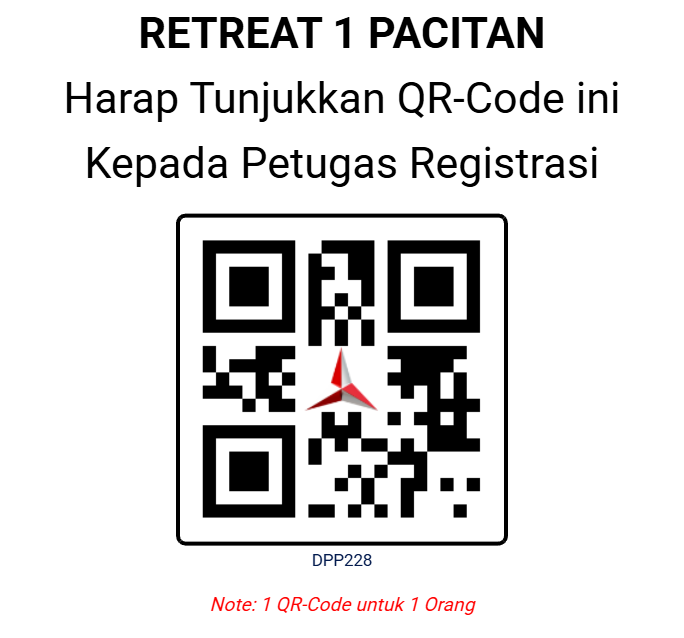 RETREAT 1 PACITAN
Harap Tunjukkan QR-Code ini
Kepada Petugas Registrasi
DPP228
Note: 1 QR-Code untuk 1 Orang